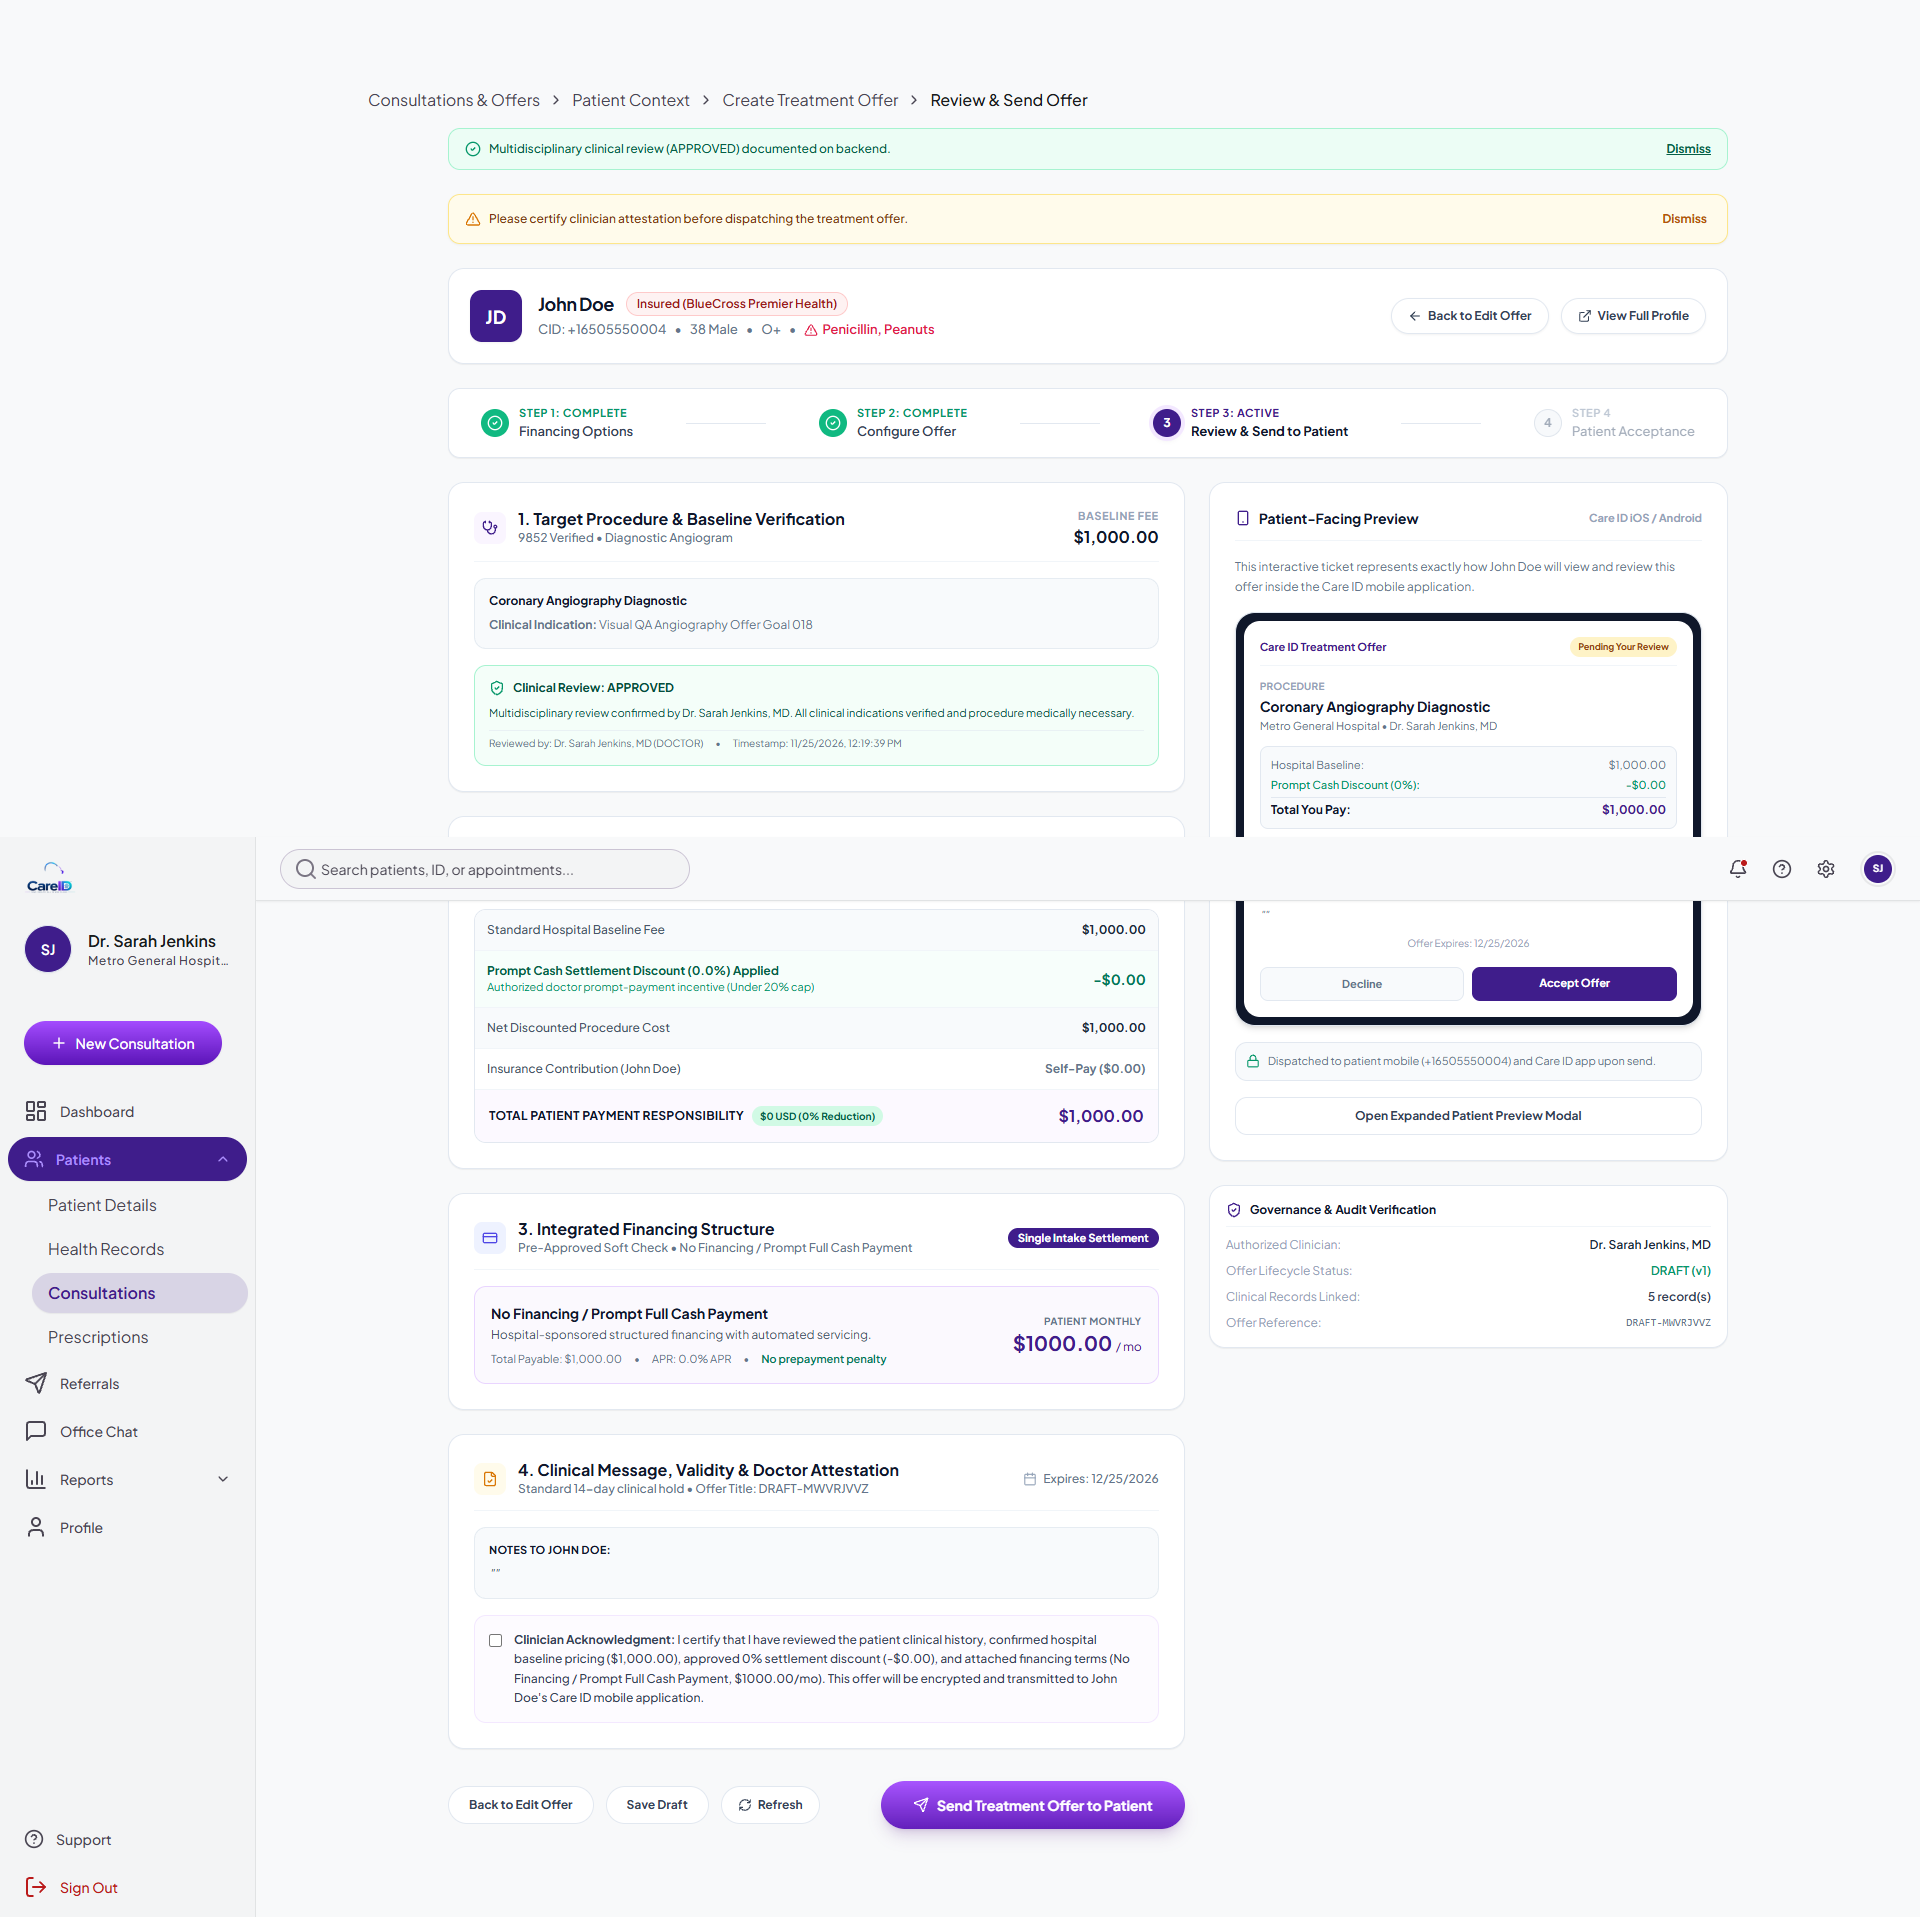 Consultations & Offers > Patient Context > Create Treatment Offer > Review & Send Offer
Multidisciplinary clinical review (APPROVED) documented on backend.
Dismiss
Please certify clinician attestation before dispatching the treatment offer.
Dismiss
JD
John Doe
Insured (BlueCross Premier Health)
CID: +16505550004 • 38 Male • O+ • Penicillin, Peanuts
Back to Edit Offer
View Full Profile
STEP 1: COMPLETE
Financing Options
STEP 2: COMPLETE
Configure Offer
3
STEP 3: ACTIVE
Review & Send to Patient
4
STEP 4
Patient Acceptance
1. Target Procedure & Baseline Verification
9852 Verified • Diagnostic Angiogram
BASELINE FEE
$1,000.00
Coronary Angiography Diagnostic
Clinical Indication: Visual QA Angiography Offer Goal 018
Clinical Review: APPROVED
Multidisciplinary review confirmed by Dr. Sarah Jenkins, MD. All clinical indications verified and procedure medically necessary.
Reviewed by: Dr. Sarah Jenkins, MD (DOCTOR) • Timestamp: 11/25/2026, 12:19:39 PM
Patient-Facing Preview
Care ID iOS / Android
This interactive ticket represents exactly how John Doe will view and review this
offer inside the Care ID mobile application.
Care ID Treatment Offer
Pending Your Review
PROCEDURE
Coronary Angiography Diagnostic
Metro General Hospital • Dr. Sarah Jenkins, MD
Hospital Baseline: $1,000.00
Prompt Cash Discount (0%): -$0.00
Total You Pay: $1,000.00
CareID
Search patients, ID, or appointments...
SJ
SJ
Dr. Sarah Jenkins
Metro General Hospit...
New Consultation
Dashboard
Patients
Patient Details
Health Records
Consultations
Prescriptions
Referrals
Office Chat
Reports
Profile
Support
Sign Out
Standard Hospital Baseline Fee $1,000.00
Prompt Cash Settlement Discount (0.0%) Applied
Authorized doctor prompt-payment incentive (Under 20% cap)
-$0.00
Net Discounted Procedure Cost $1,000.00
Insurance Contribution (John Doe) Self-Pay ($0.00)
TOTAL PATIENT PAYMENT RESPONSIBILITY $0 USD (0% Reduction) $1,000.00
""
Offer Expires: 12/25/2026
Decline
Accept Offer
Dispatched to patient mobile (+16505550004) and Care ID app upon send.
Open Expanded Patient Preview Modal
3. Integrated Financing Structure
Pre-Approved Soft Check • No Financing / Prompt Full Cash Payment
Single Intake Settlement
No Financing / Prompt Full Cash Payment
Hospital-sponsored structured financing with automated servicing.
Total Payable: $1,000.00 • APR: 0.0% APR • No prepayment penalty
PATIENT MONTHLY
$1000.00 / mo
Governance & Audit Verification
Authorized Clinician: Dr. Sarah Jenkins, MD
Offer Lifecycle Status: DRAFT (v1)
Clinical Records Linked: 5 record(s)
Offer Reference: DRAFT-MWVRJVVZ
4. Clinical Message, Validity & Doctor Attestation
Standard 14-day clinical hold • Offer Title: DRAFT-MWVRJVVZ
Expires: 12/25/2026
NOTES TO JOHN DOE:
""
Clinician Acknowledgment: I certify that I have reviewed the patient clinical history, confirmed hospital
baseline pricing ($1,000.00), approved 0% settlement discount (-$0.00), and attached financing terms (No
Financing / Prompt Full Cash Payment, $1000.00/mo). This offer will be encrypted and transmitted to John
Doe's Care ID mobile application.
Back to Edit Offer
Save Draft
Refresh
Send Treatment Offer to Patient